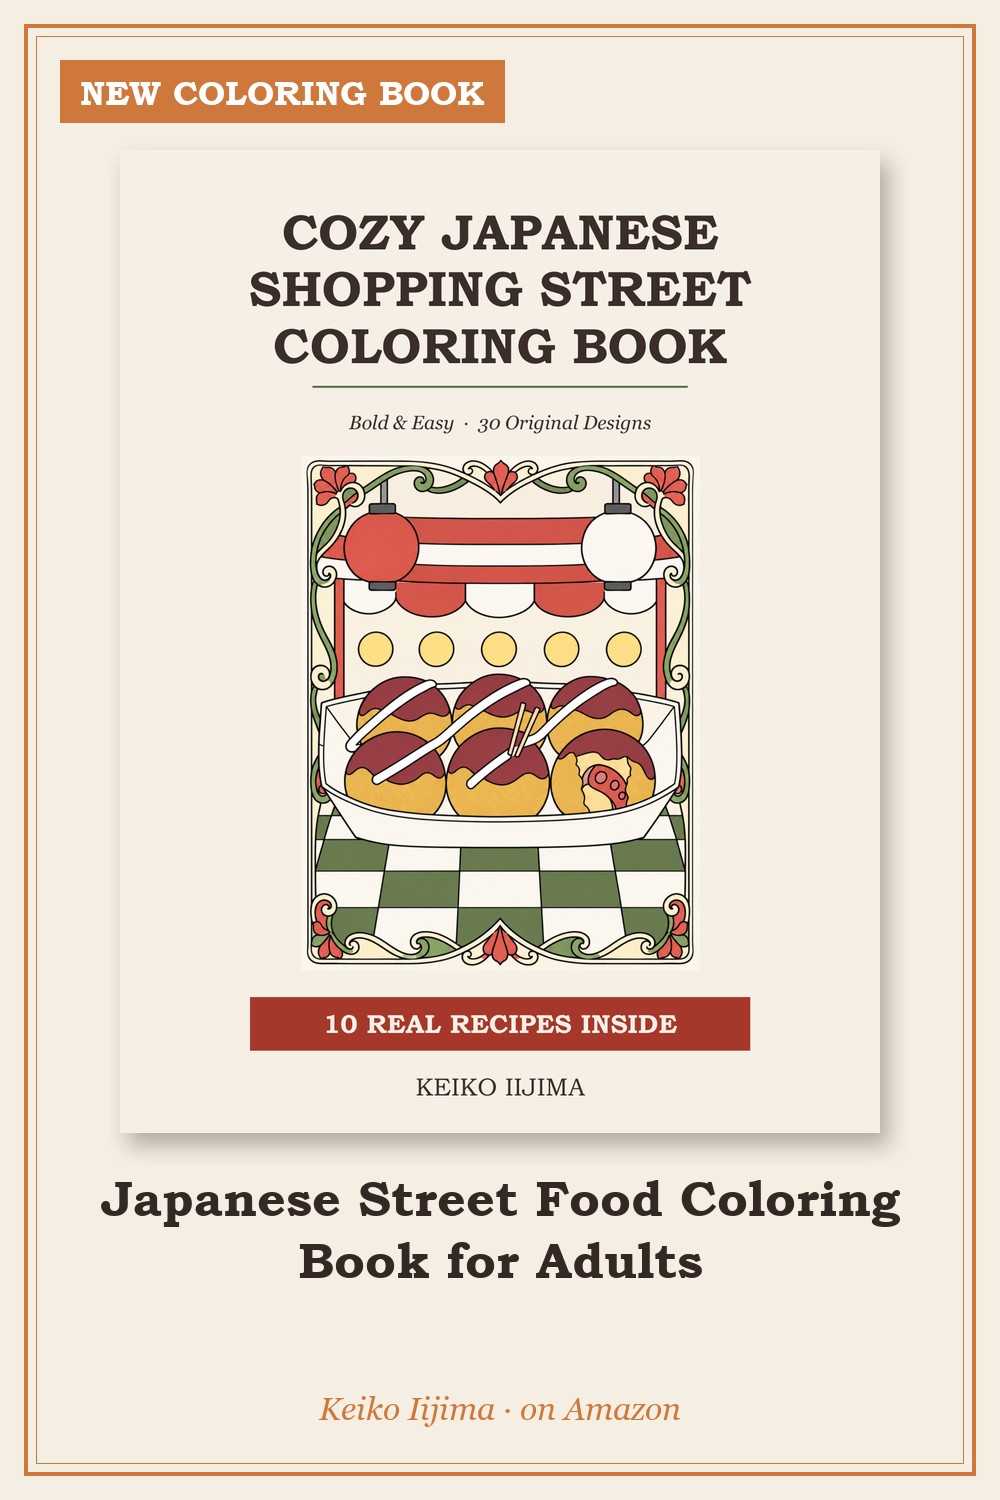 NEW COLORING BOOK
COZY JAPANESE
SHOPPING STREET
COLORING BOOK
Bold & Easy · 30 Original Designs
10 REAL RECIPES INSIDE
KEIKO IIJIMA
Japanese Street Food Coloring
Book for Adults
Keiko Iijima · on Amazon